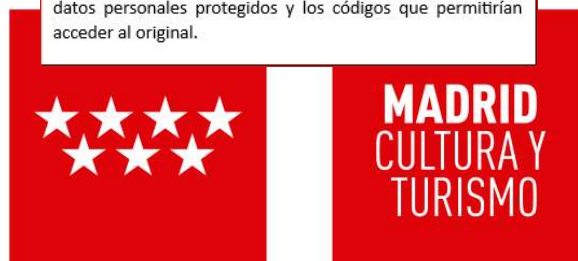 datos personales protegidos y los códigos que permitirían
acceder al original.
MADRID
CULTURA Y
TURISMO